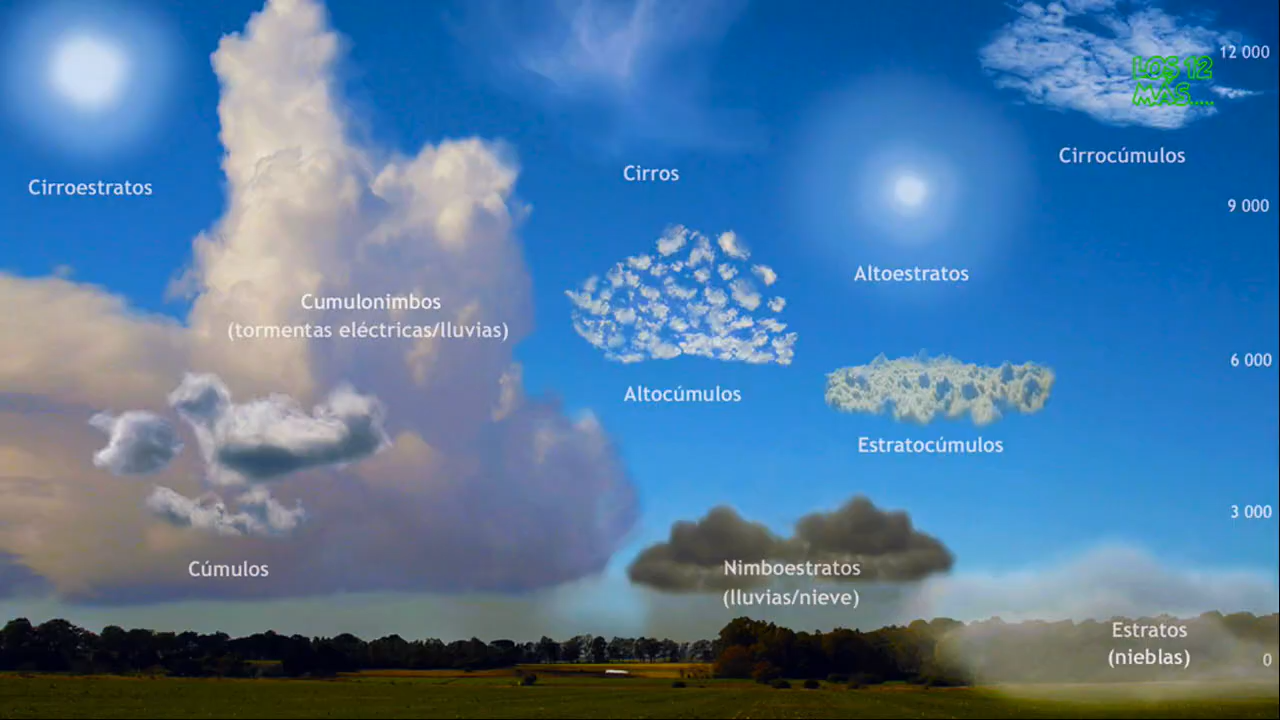 12 000
LOS 12
MÁS.....
Cirrocúmulos
Cirros
Cirroestratos
9 000
Altoestratos
Cumulonimbos
(tormentas eléctricas/lluvias)
6 000
Altocúmulos
Estratocúmulos
3 000
Cúmulos
Nimboestratos
(lluvias/nieve)
Estratos
(nieblas)
0